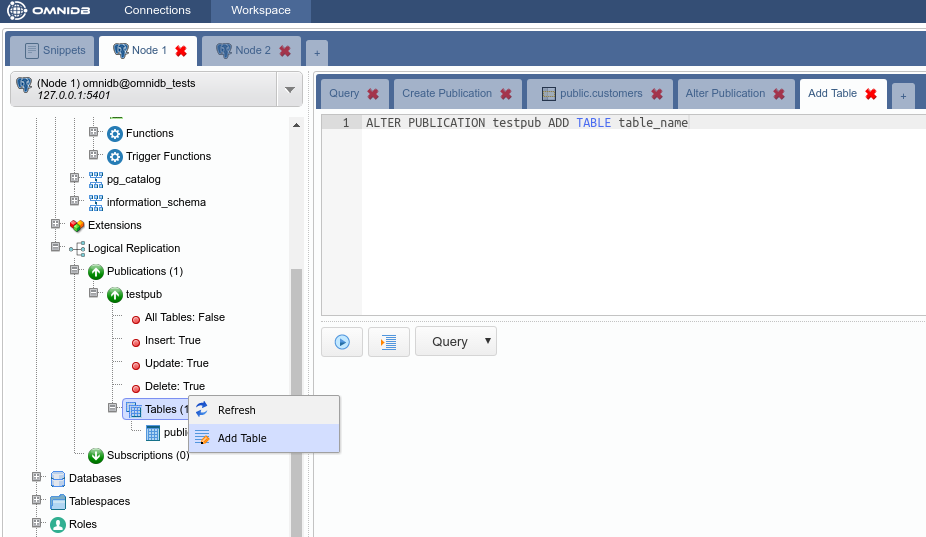 OMNIDB Connections Workspace
Snippets Node 1 Node 2 +
(Node 1) omnidb@omnidb_tests
127.0.0.1:5401
Query Create Publication public.customers Alter Publication Add Table +
1 ALTER PUBLICATION testpub ADD TABLE table_name
Functions
Trigger Functions
pg_catalog
information_schema
Extensions
Logical Replication
Publications (1)
testpub
All Tables: False
Insert: True
Update: True
Delete: True
Tables (1
publi
Refresh
Add Table
Subscriptions (0)
Databases
Tablespaces
Roles
Query